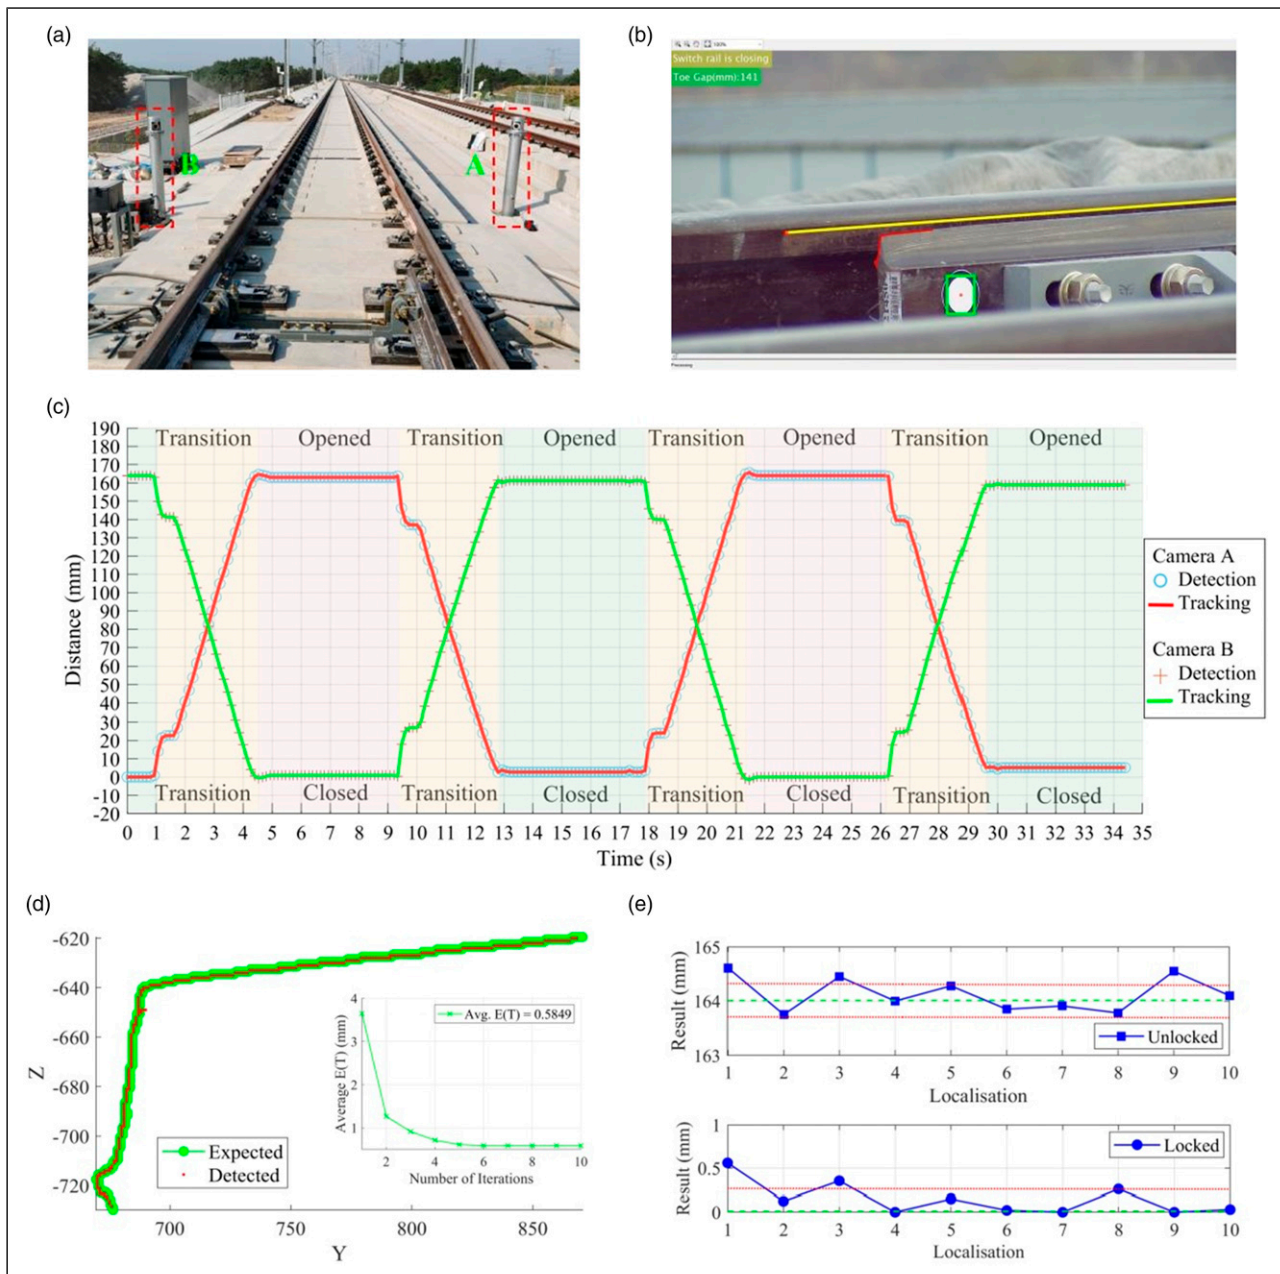 (a)
B
A
(b)
100%
Switch rail is closing
Toe Gap(mm):141
Processing
(c)
Transition Opened Transition Opened Transition Opened Transition Opened
190
180
170
160
150
140
130
120
110
100
90
80
70
60
50
40
30
20
10
0
-10
-20
Distance (mm)
Transition Closed Transition Closed Transition Closed Transition Closed
0 1 2 3 4 5 6 7 8 9 10 11 12 13 14 15 16 17 18 19 20 21 22 23 24 25 26 27 28 29 30 31 32 33 34 35
Time (s)
Camera A
Detection
Tracking
Camera B
Detection
Tracking
(d)
-620
-640
-660
-680
-700
-720
Z
Expected
Detected
700 750 800 850
Y
4
3
2
1
Average E(T) (mm)
Avg. E(T) = 0.5849
2 4 6 8 10
Number of Iterations
(e)
165
164
163
Result (mm)
Unlocked
1 2 3 4 5 6 7 8 9 10
Localisation
1
0.5
0
Result (mm)
Locked
1 2 3 4 5 6 7 8 9 10
Localisation